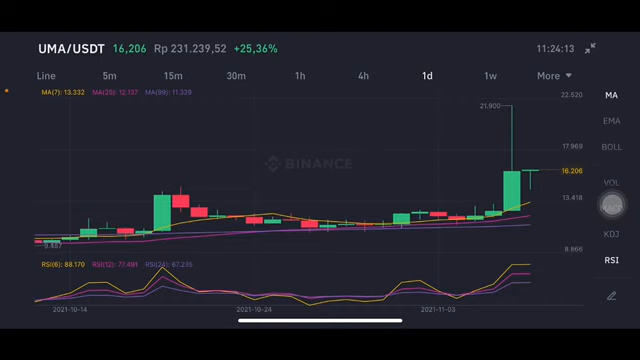 UMA/USDT 16,206 Rp 231.239,52 +25,36% 11:24:13
Line 5m 15m 30m 1h 4h 1d 1w More
MA(7): 13.332 MA(25): 12.137 MA(99): 11.339
22.520
MA
21.900
EMA
BOLL
17.969
BINANCE
16.206
VOL
13.418
KDJ
9.487
8.866
RSI(6): 88.170 RSI(12): 77.491 RSI(24): 67.235
RSI
2021-10-14 2021-10-24 2021-11-03